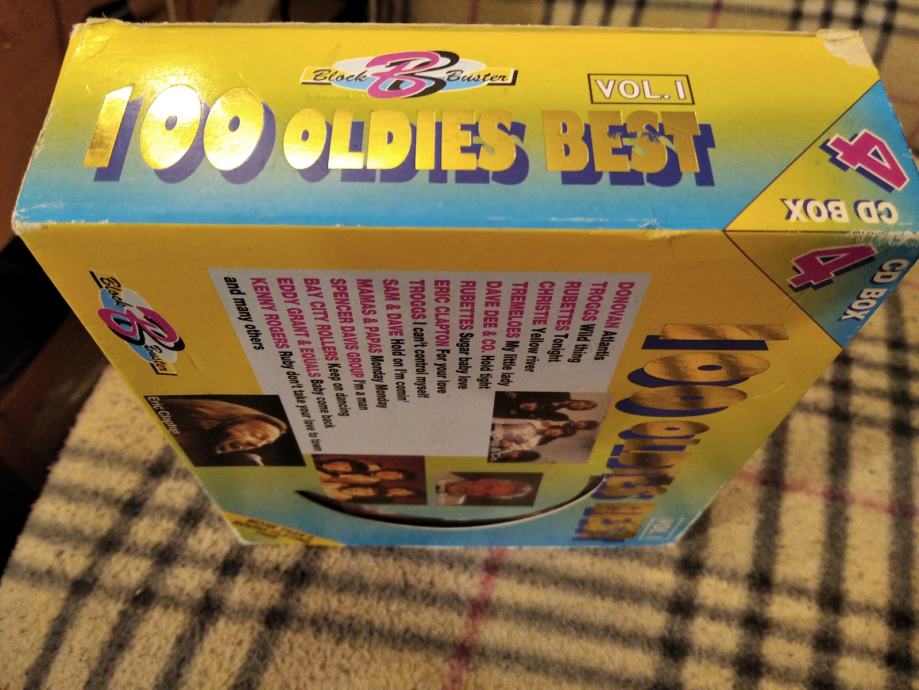 Block Buster
VOL. 1
100 OLDIES BEST
4
CD BOX
4
CD BOX
100 OLDIES BEST
VOL. 1
Block Buster
DONOVAN Atlantis
TROGGS Wild thing
RUBETTES Tonight
CHRISTIE Yellow river
TREMELOES My little lady
DAVE DEE & CO. Hold tight
RUBETTES Sugar baby love
ERIC CLAPTON For your love
TROGGS I can't control myself
SAM & DAVE Hold on I'm comin'
MAMAS & PAPAS Monday Monday
SPENCER DAVIS GROUP I'm a man
BAY CITY ROLLERS Keep on dancing
EDDY GRANT & EQUALS Baby come back
KENNY ROGERS Ruby don't take your love to town
and many others
Eric Clapton